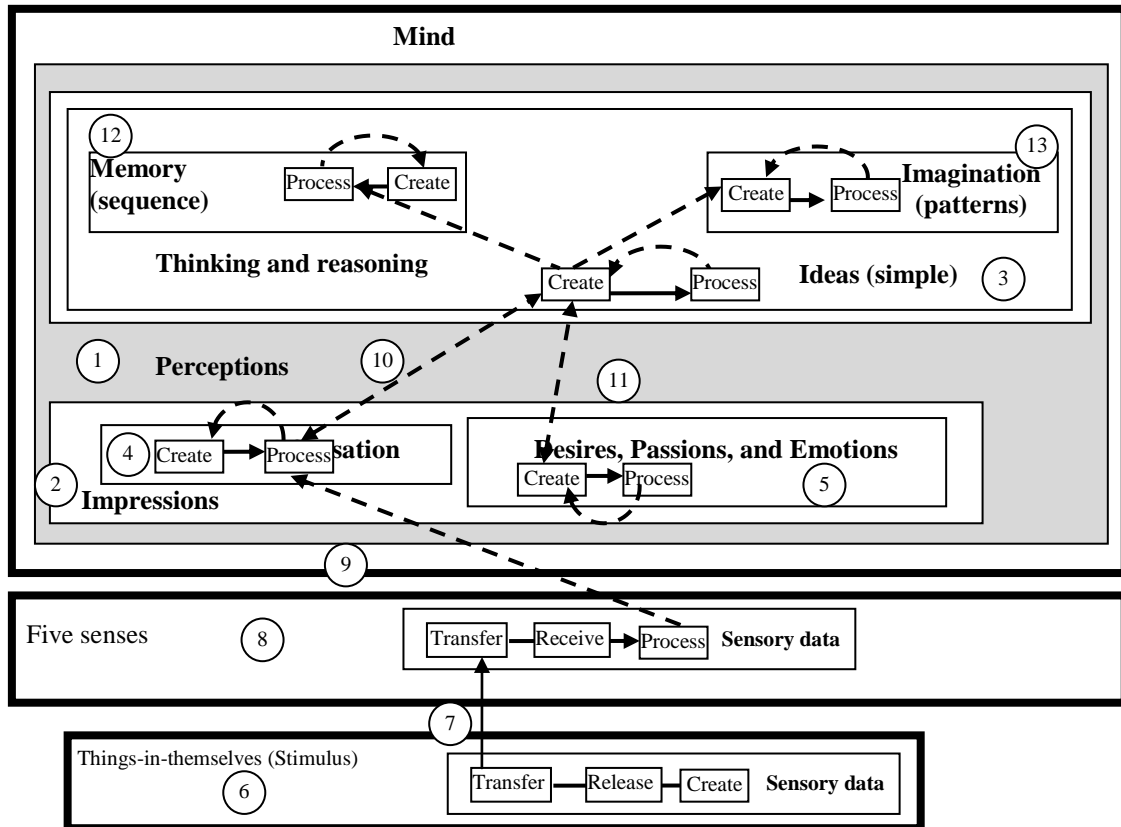 Mind
12
13
Memory
(sequence)
Process
Create
Create
Process
Imagination
(patterns)
Thinking and reasoning
Create
Process
Ideas (simple)
3
1
Perceptions
10
11
4
Create
Process
sation
Desires, Passions, and Emotions
Create
Process
5
2
Impressions
9
Five senses
8
Transfer
Receive
Process
Sensory data
7
Things-in-themselves (Stimulus)
6
Transfer
Release
Create
Sensory data